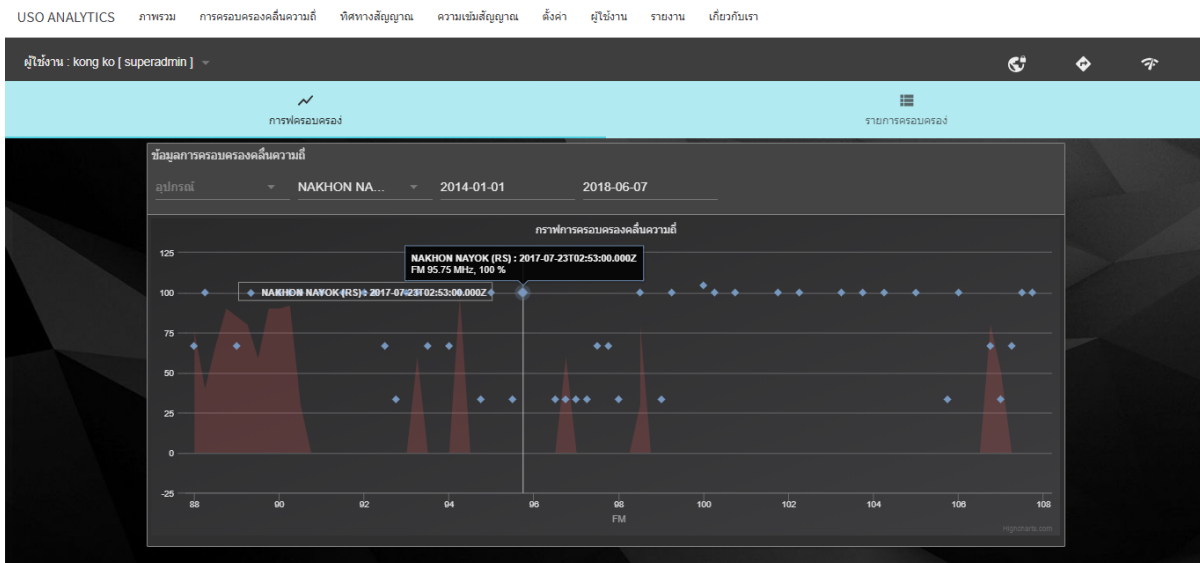 USO ANALYTICS ภาพรวม การครอบครองคลื่นความถี่ ทิศทางสัญญาณ ความเข้มสัญญาณ ตั้งค่า ผู้ใช้งาน รายงาน เกี่ยวกับเรา
ผู้ใช้งาน : kong ko [ superadmin ]
การฟครอบครอง่
รายการครอบครอง่
ข้อมูลการครอบครองคลื่นความถี่
อุปกรณ์ NAKHON NA... 2014-01-01 2018-06-07
กราฟการครอบครองคลื่นความถี่
NAKHON NAYOK (RS) : 2017-07-23T02:53:00.000Z
FM 95.75 MHz, 100 %
NAKHON NAYOK (RS) : 2017-07-23T02:53:00.000Z
125
100
75
50
25
0
-25
88 90 92 94 96 98 100 102 104 106 108
FM
Highcharts.com